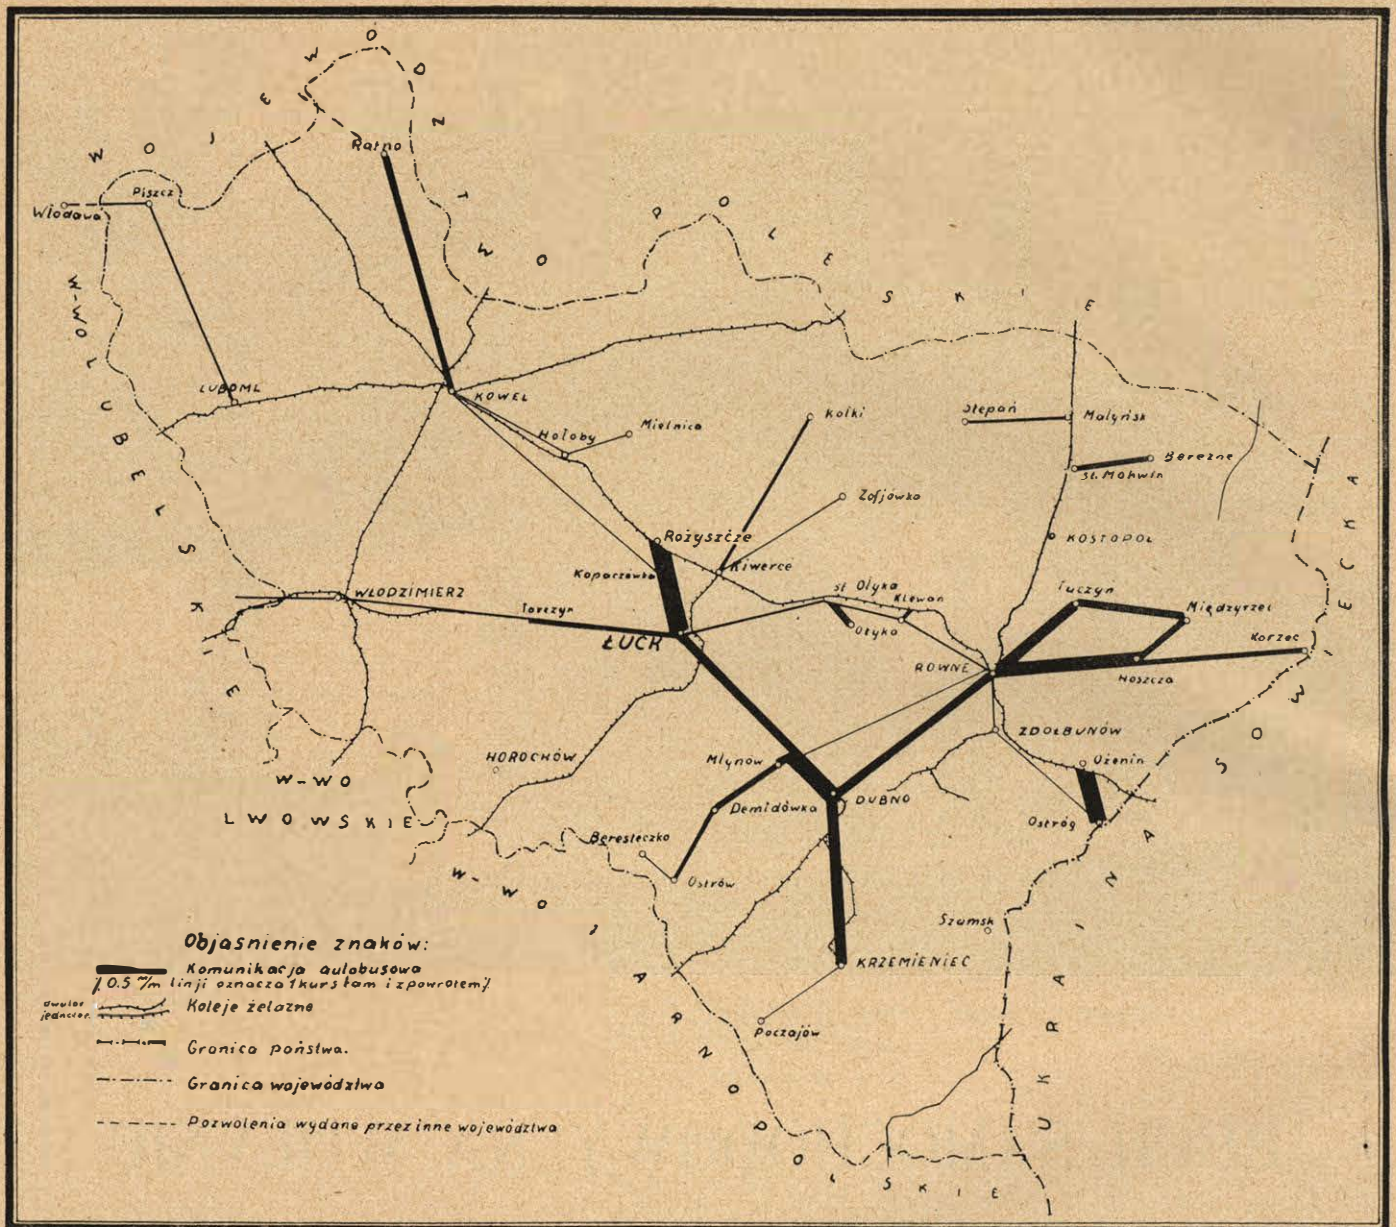 WOJEWÓDZTWO POLESKIE
Ratno
Piszcz
Włodawa
W-WO LUBELSKIE
LUBOML
KOWEL
Hołoby
Mielnica
Kolki
Stepań
Małyńsk
Berezne
st. Mokwin
Zofjówka
KOSTOPOL
Rożyszcze
Kopaczówka
Kiwerce
WŁODZIMIERZ
Torczyn
ŁUCK
st Ołyka
Klewań
Ołyka
Tuczyn
Międzyrzec
Korzec
RÓWNE
Hoszcza
ZDOŁBUNÓW
HOROCHÓW
Młynów
Ożenin
W-WO
LWOWSKIE
Demidówka
DUBNO
Ostróg
Beresteczko
Ostrów
W-WO TARNOPOLSKIE
Szumsk
KRZEMIENIEC
Poczajów
UKRAINA SOWIECKA
Objaśnienie znaków:
Komunikacja autobusowa
/0.5 m/m linji oznacza 1 kurs tam i zpowrotem/
dwutor.
jednotor.
Koleje żelazne
Granica państwa.
Granica województwa
Pozwolenia wydane przez inne województwa